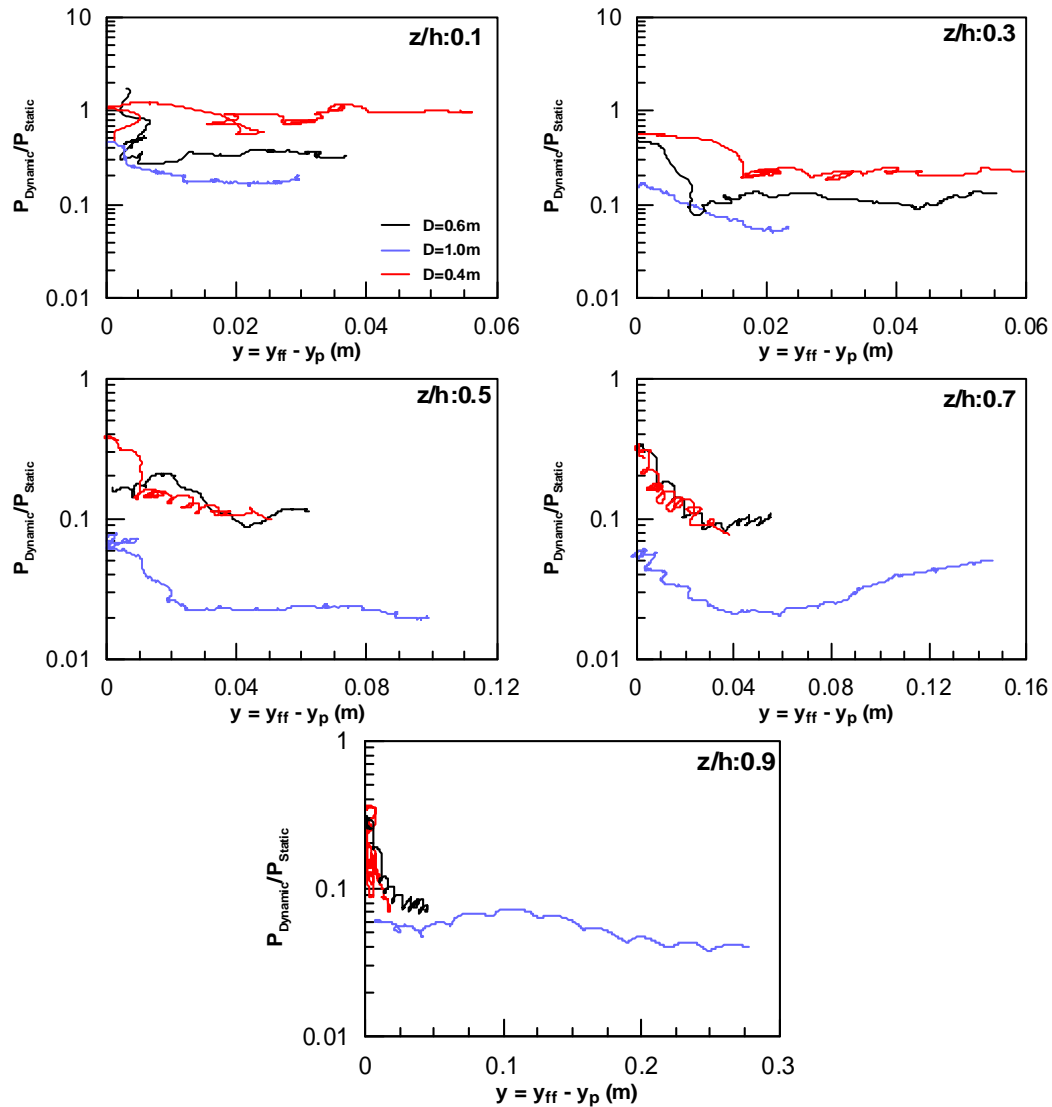 10
1
0.1
0.01
P_Dynamic/P_Static
z/h:0.1
D=0.6m
D=1.0m
D=0.4m
0 0.02 0.04 0.06
y = y_ff - y_p (m)
10
1
0.1
0.01
P_Dynamic/P_Static
z/h:0.3
0 0.02 0.04 0.06
y = y_ff - y_p (m)
1
0.1
0.01
P_Dynamic/P_Static
z/h:0.5
0 0.04 0.08 0.12
y = y_ff - y_p (m)
1
0.1
0.01
P_Dynamic/P_Static
z/h:0.7
0 0.04 0.08 0.12 0.16
y = y_ff - y_p (m)
1
0.1
0.01
P_Dynamic/P_Static
z/h:0.9
0 0.1 0.2 0.3
y = y_ff - y_p (m)